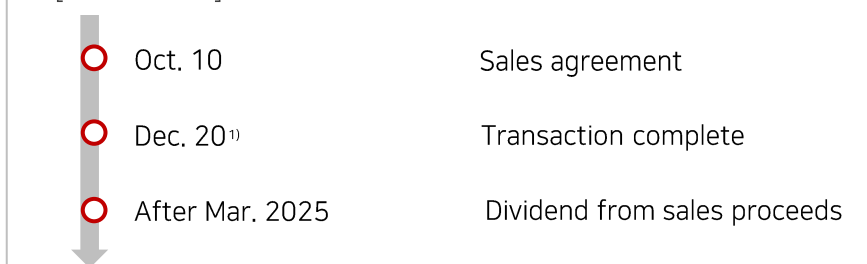 Oct. 10 Sales agreement
Dec. 20 1) Transaction complete
After Mar. 2025 Dividend from sales proceeds